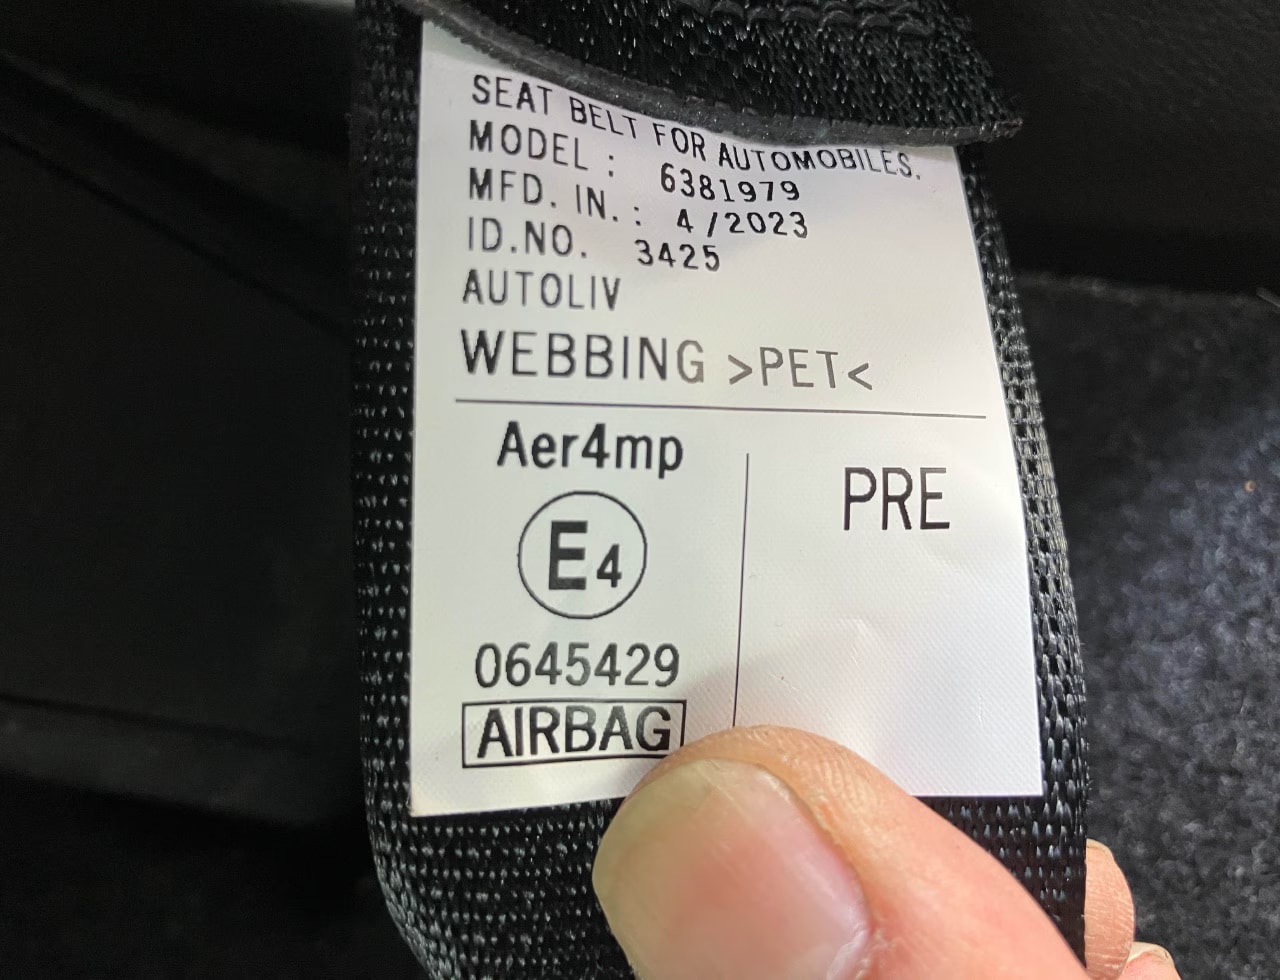 SEAT BELT FOR AUTOMOBILES.
MODEL : 6381979
MFD. IN. : 4 /2023
ID.NO. 3425
AUTOLIV
WEBBING >PET<
Aer4mp
PRE
E4
0645429
AIRBAG